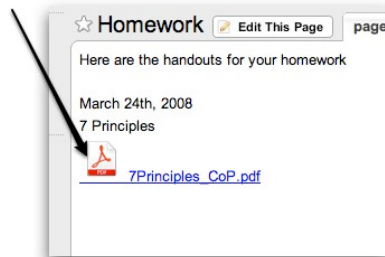 Homework Edit This Page page
Here are the handouts for your homework
March 24th, 2008
7 Principles
PDF 7Principles_CoP.pdf